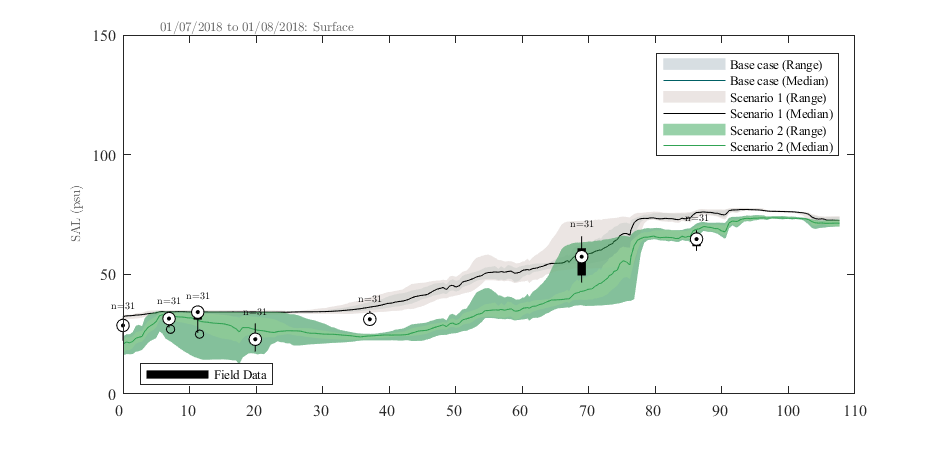 01/07/2018 to 01/08/2018: Surface
150
100
50
0
SAL (psu)
Base case (Range)
Base case (Median)
Scenario 1 (Range)
Scenario 1 (Median)
Scenario 2 (Range)
Scenario 2 (Median)
n=31
n=31
n=31
n=31
n=31
n=31
n=31
Field Data
0 10 20 30 40 50 60 70 80 90 100 110